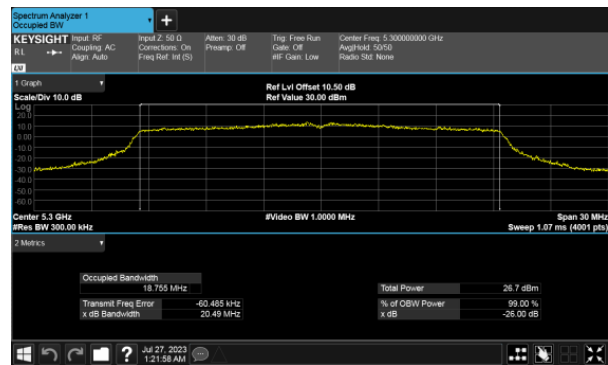 Spectrum Analyzer 1
Occupied BW
KEYSIGHT Input: RF Input Z: 50 Ω Atten: 30 dB Trig: Free Run Center Freq: 5.300000000 GHz
RL Coupling: AC Corrections: On Preamp: Off Gate: Off Avg|Hold: 50/50
Align: Auto Freq Ref: Int (S) #IF Gain: Low Radio Std: None
1 Graph
Ref Lvl Offset 10.50 dB
Scale/Div 10.0 dB Ref Value 30.00 dBm
Log
20.0
10.0
0.00
-10.0
-20.0
-30.0
-40.0
-50.0
-60.0
Center 5.3 GHz #Video BW 1.0000 MHz Span 30 MHz
#Res BW 300.00 kHz Sweep 1.07 ms (4001 pts)
2 Metrics
Occupied Bandwidth
18.755 MHz Total Power 26.7 dBm
Transmit Freq Error -60.485 kHz % of OBW Power 99.00 %
x dB Bandwidth 20.49 MHz x dB -26.00 dB
? Jul 27, 2023
1:21:58 AM